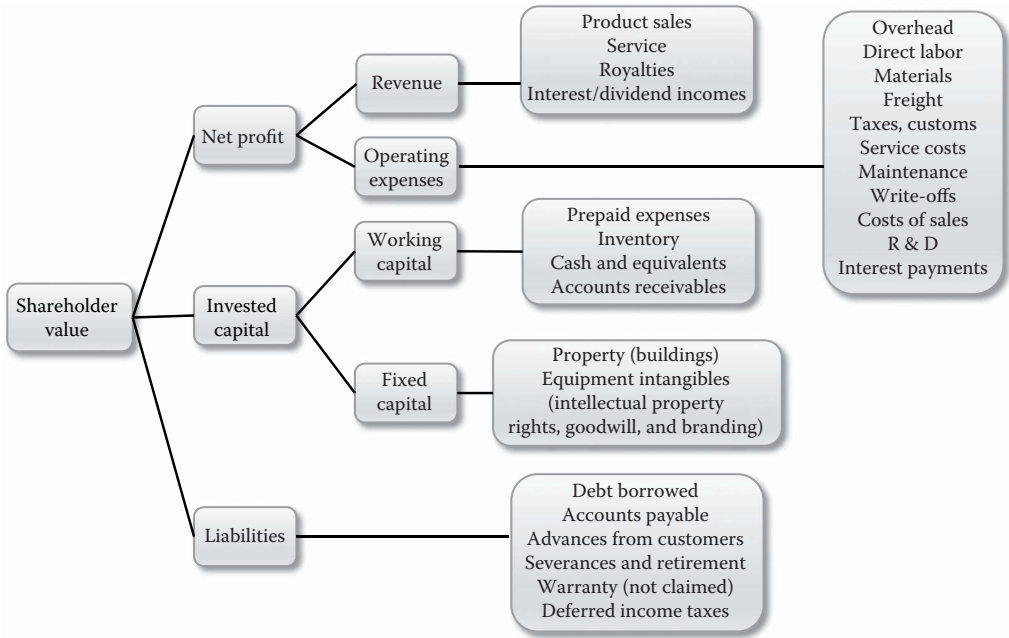 Shareholder
value
Net profit
Revenue
Product sales
Service
Royalties
Interest/dividend incomes
Operating
expenses
Overhead
Direct labor
Materials
Freight
Taxes, customs
Service costs
Maintenance
Write-offs
Costs of sales
R & D
Interest payments
Invested
capital
Working
capital
Prepaid expenses
Inventory
Cash and equivalents
Accounts receivables
Fixed
capital
Property (buildings)
Equipment intangibles
(intellectual property
rights, goodwill, and branding)
Liabilities
Debt borrowed
Accounts payable
Advances from customers
Severances and retirement
Warranty (not claimed)
Deferred income taxes